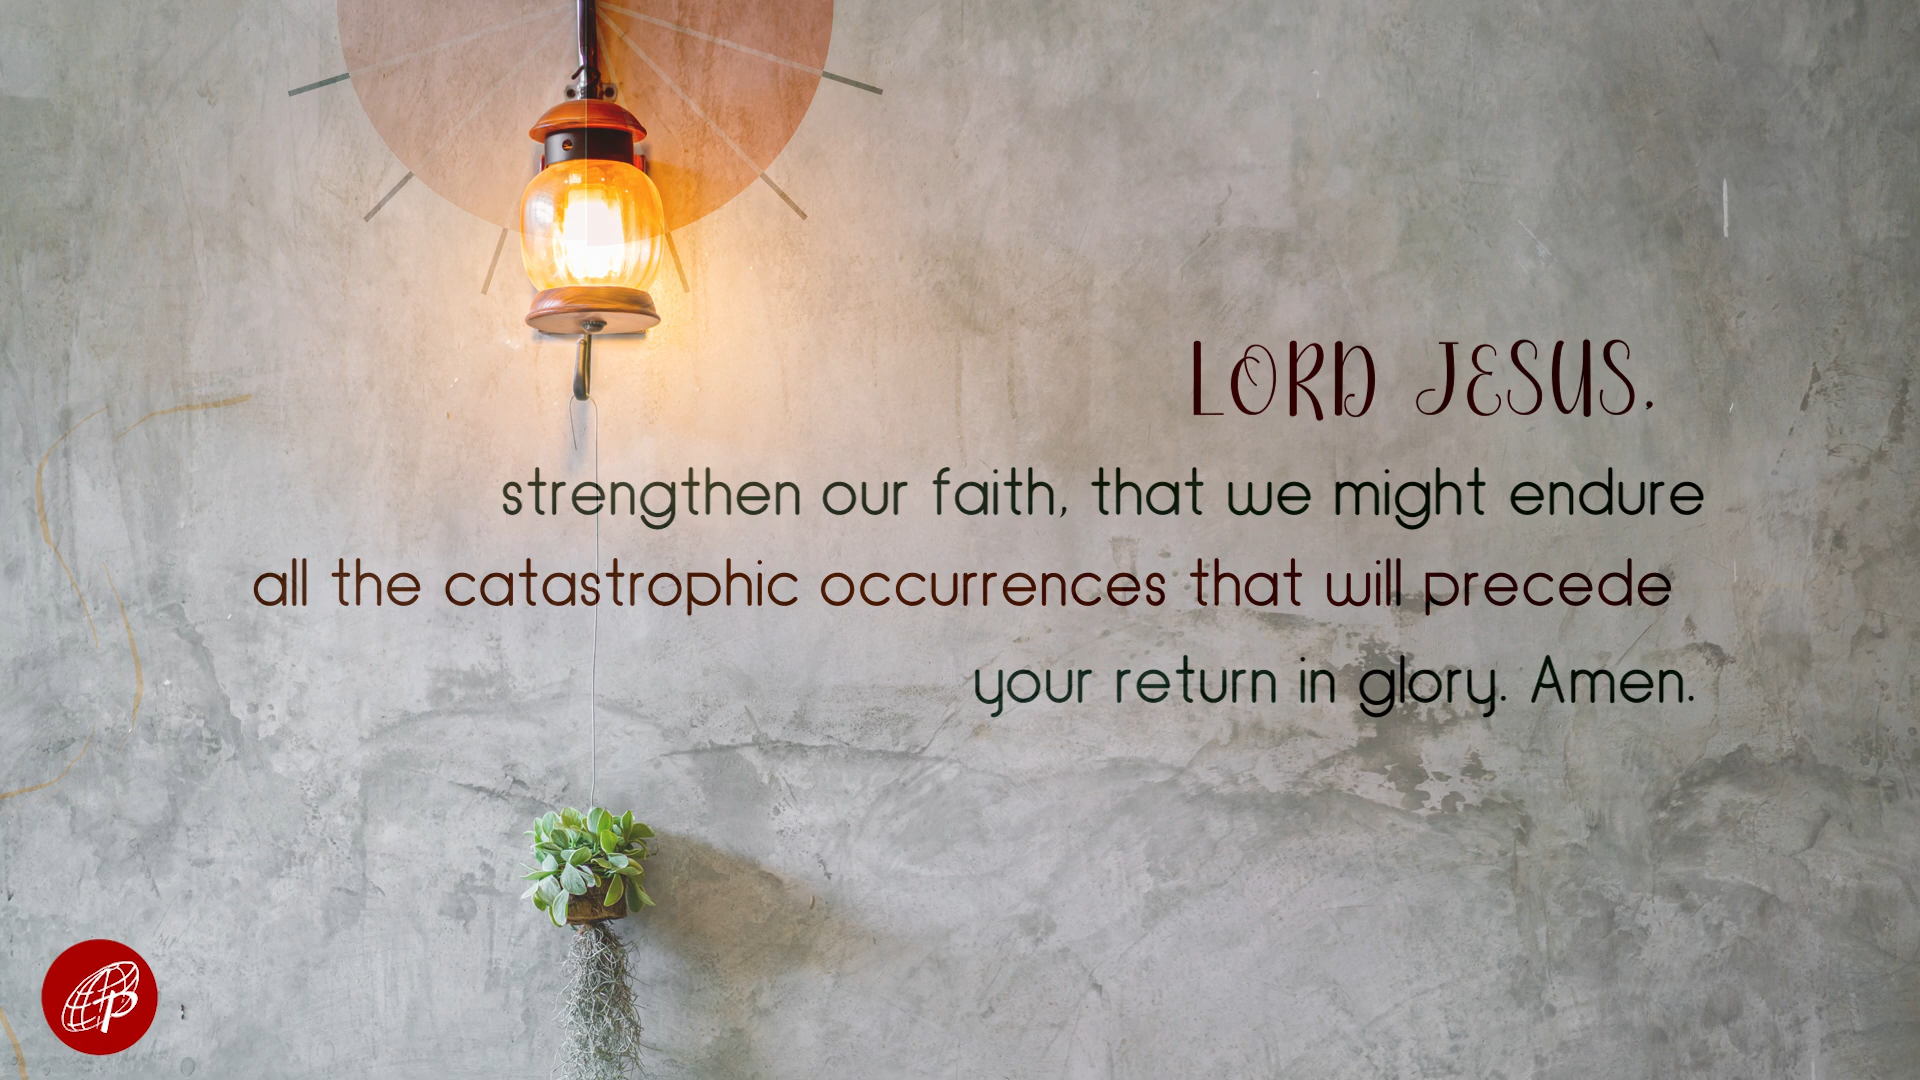 LORD JESUS,
strengthen our faith, that we might endure
all the catastrophic occurrences that will precede
your return in glory. Amen.